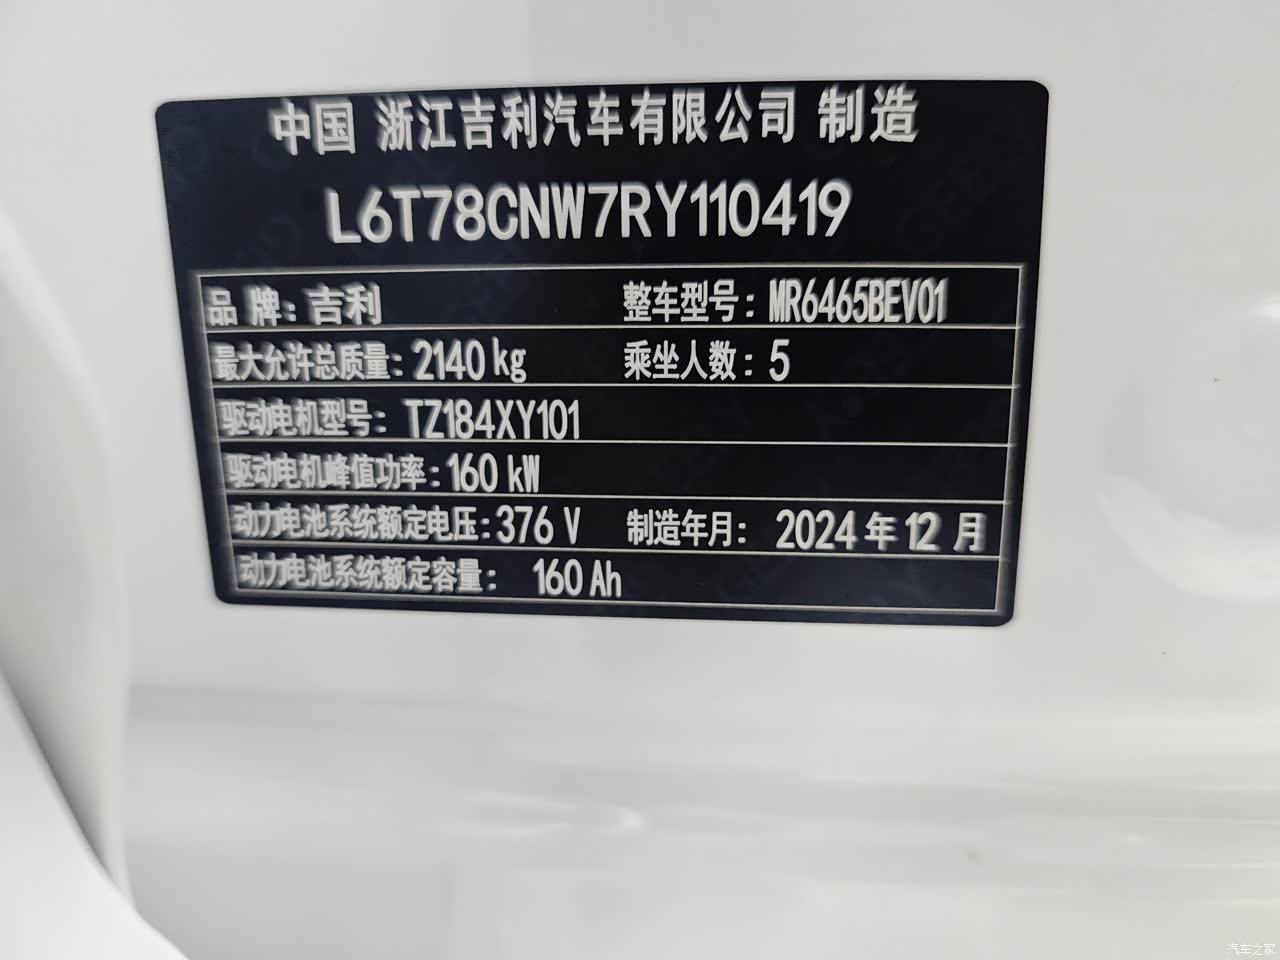 中国 浙江吉利汽车有限公司 制造
L6T78CNW7RY110419
品 牌：吉利 整车型号：MR6465BEV01
最大允许总质量：2140 kg 乘坐人数：5
驱动电机型号：TZ184XY101
驱动电机峰值功率：160 kW
动力电池系统额定电压：376 V 制造年月：2024 年 12 月
动力电池系统额定容量：160 Ah
汽车之家